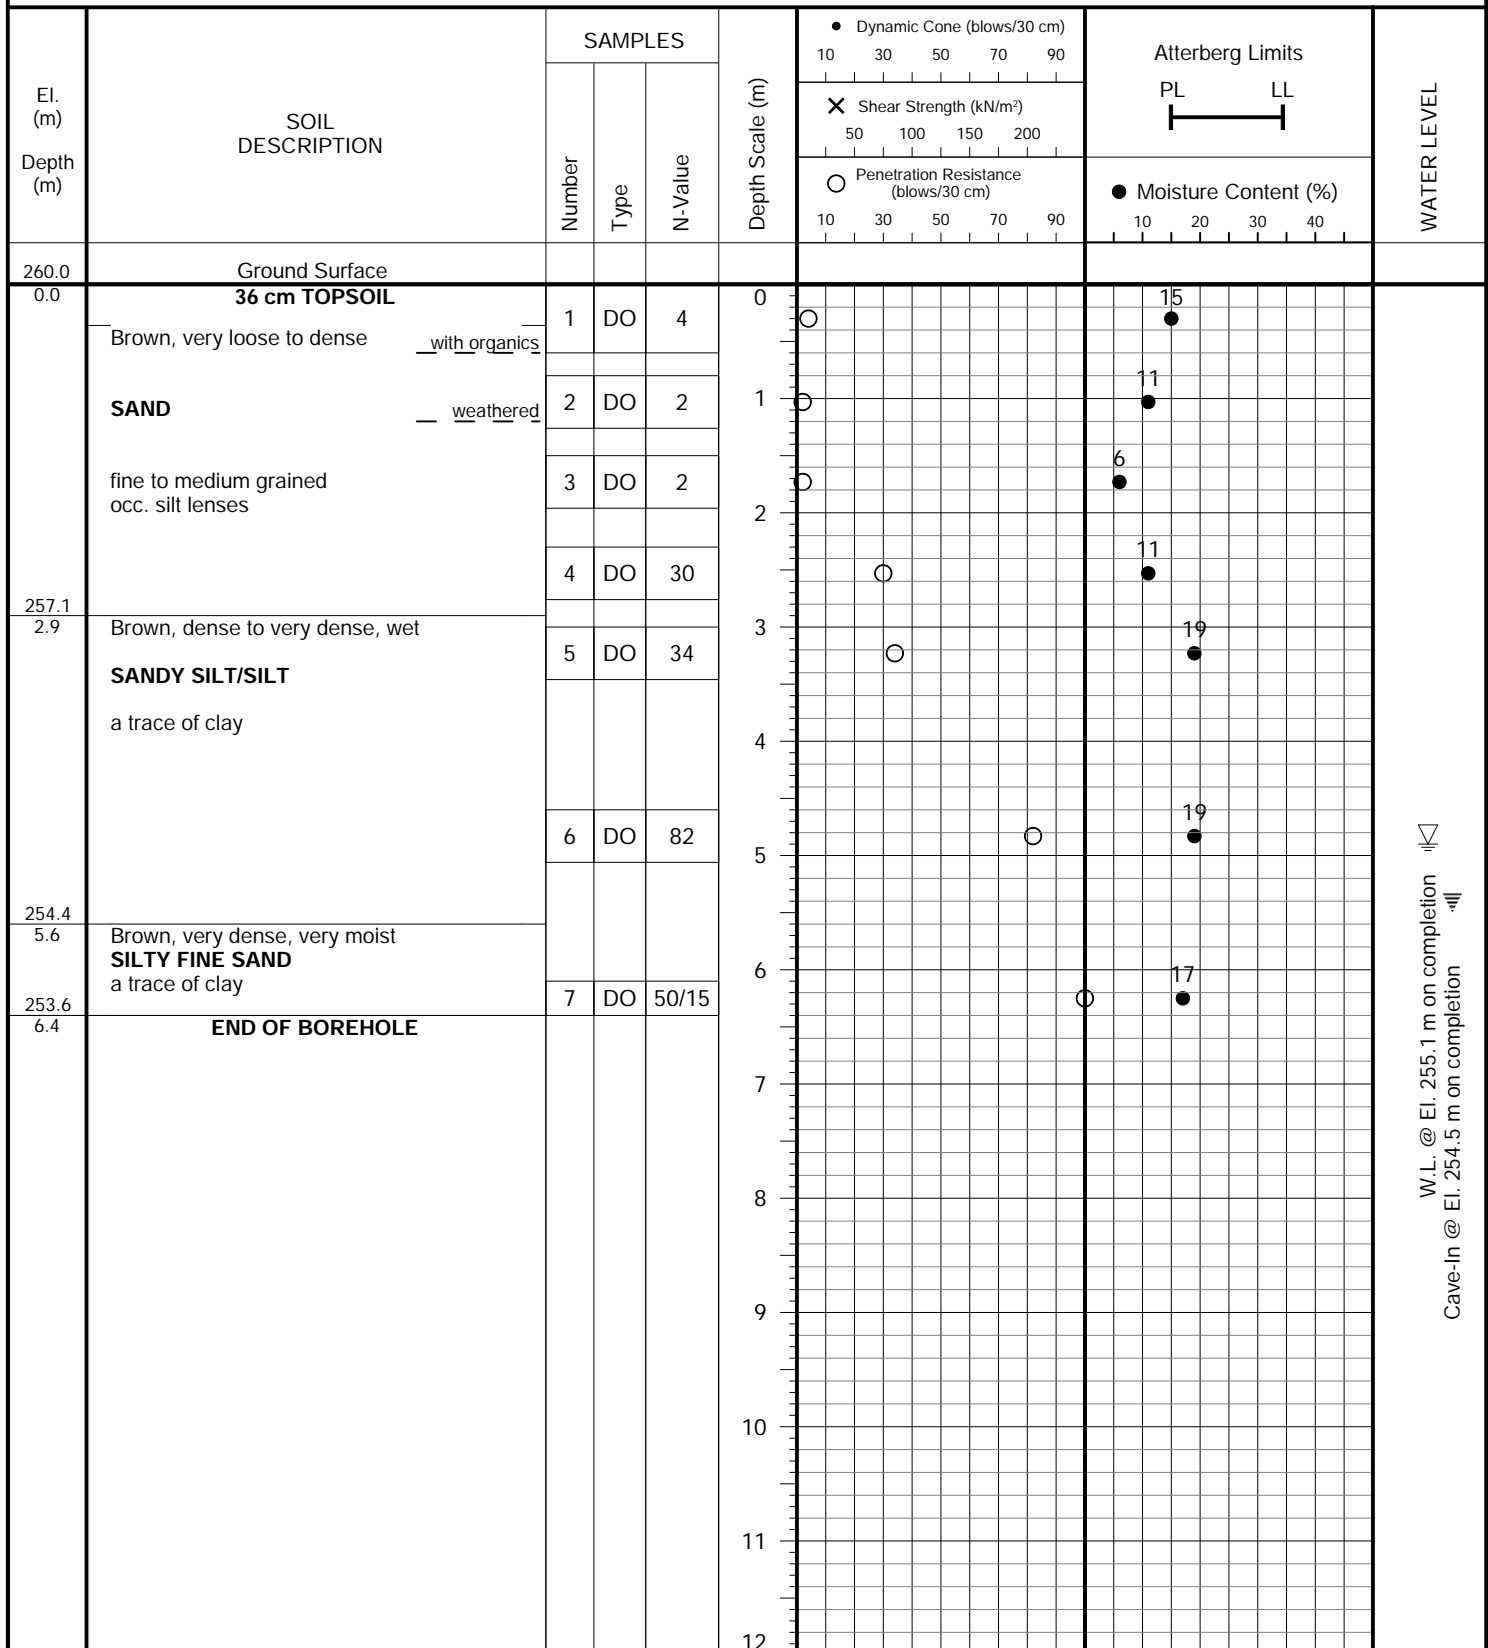 El.
(m)
Depth
(m)
SOIL
DESCRIPTION
SAMPLES
Number
Type
N-Value
Depth Scale (m)
Dynamic Cone (blows/30 cm)
10 30 50 70 90
Shear Strength (kN/m²)
50 100 150 200
Penetration Resistance
(blows/30 cm)
10 30 50 70 90
Atterberg Limits
PL LL
Moisture Content (%)
10 20 30 40
WATER LEVEL
260.0 Ground Surface
0.0 36 cm TOPSOIL 0 15
1 DO 4
Brown, very loose to dense with organics
11
SAND weathered 2 DO 2 1
6
fine to medium grained 3 DO 2
occ. silt lenses 2
11
4 DO 30
257.1
2.9 Brown, dense to very dense, wet 3 19
5 DO 34
SANDY SILT/SILT
a trace of clay
4
19
6 DO 82
5
254.4
5.6 Brown, very dense, very moist
SILTY FINE SAND
6 17
a trace of clay
253.6 7 DO 50/15
6.4 END OF BOREHOLE
7
8
9
10
11
12
W.L. @ El. 255.1 m on completion
Cave-In @ El. 254.5 m on completion